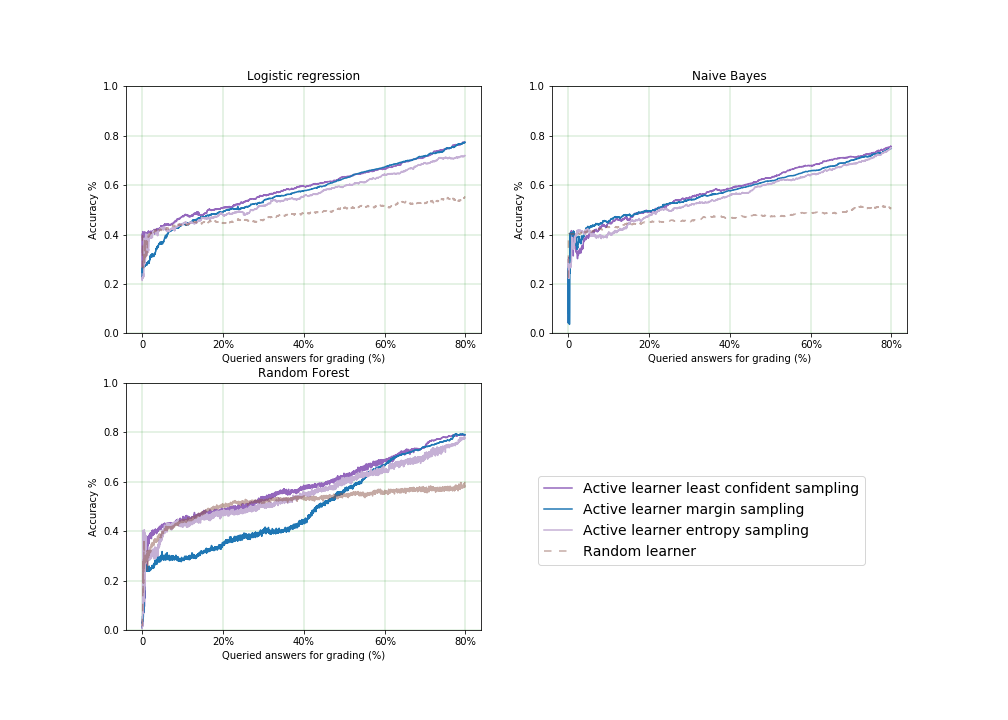 Logistic regression
1.0
0.8
0.6
0.4
0.2
0.0
Accuracy %
0 20% 40% 60% 80%
Queried answers for grading (%)
Naive Bayes
1.0
0.8
0.6
0.4
0.2
0.0
Accuracy %
0 20% 40% 60% 80%
Queried answers for grading (%)
Random Forest
1.0
0.8
0.6
0.4
0.2
0.0
Accuracy %
0 20% 40% 60% 80%
Queried answers for grading (%)
Active learner least confident sampling
Active learner margin sampling
Active learner entropy sampling
Random learner